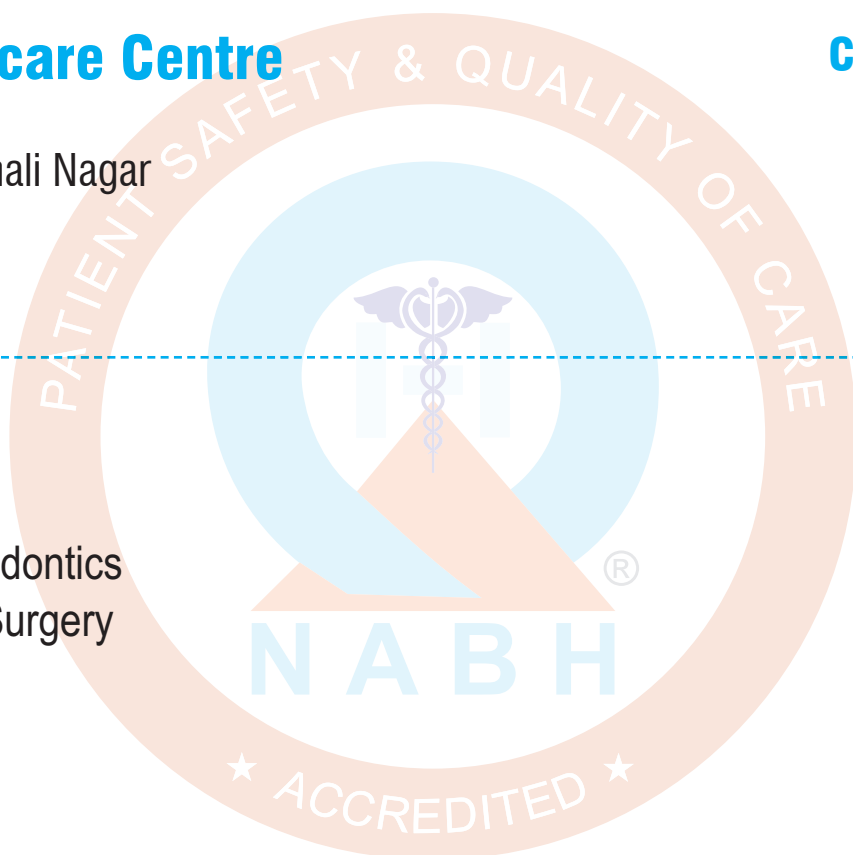 care Centre
C
PATIENT SAFETY & QUALITY OF CARE
ali Nagar
dontics
Surgery
®
NABH
★ ACCREDITED ★